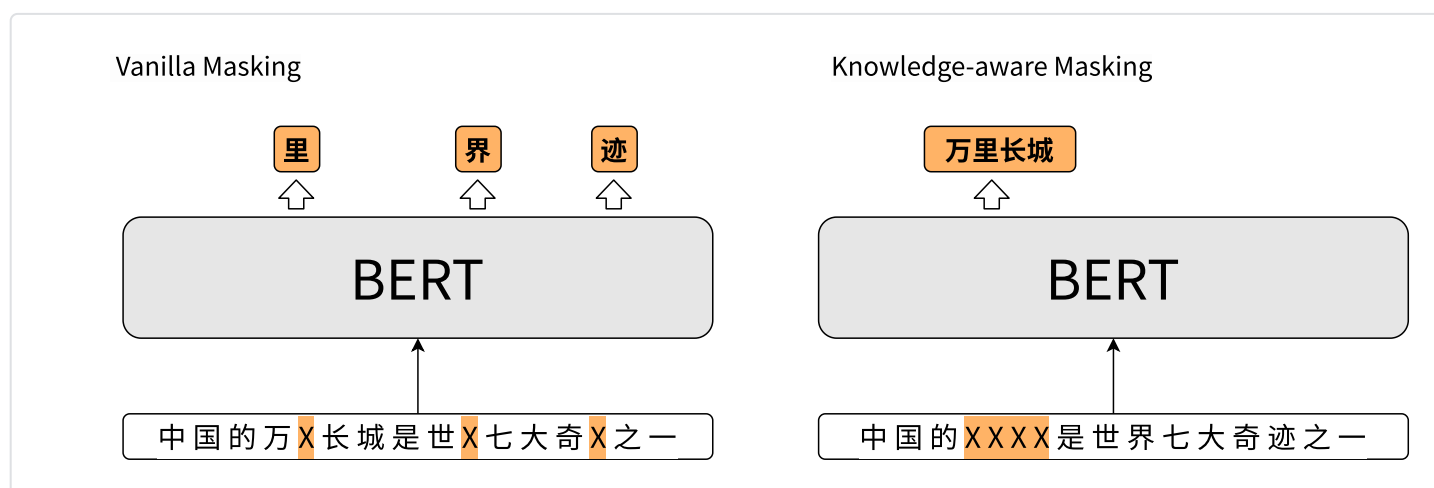 Vanilla Masking
里 界 迹
BERT
中国的万X长城是世X七大奇X之一
Knowledge-aware Masking
万里长城
BERT
中国的XXXX是世界七大奇迹之一